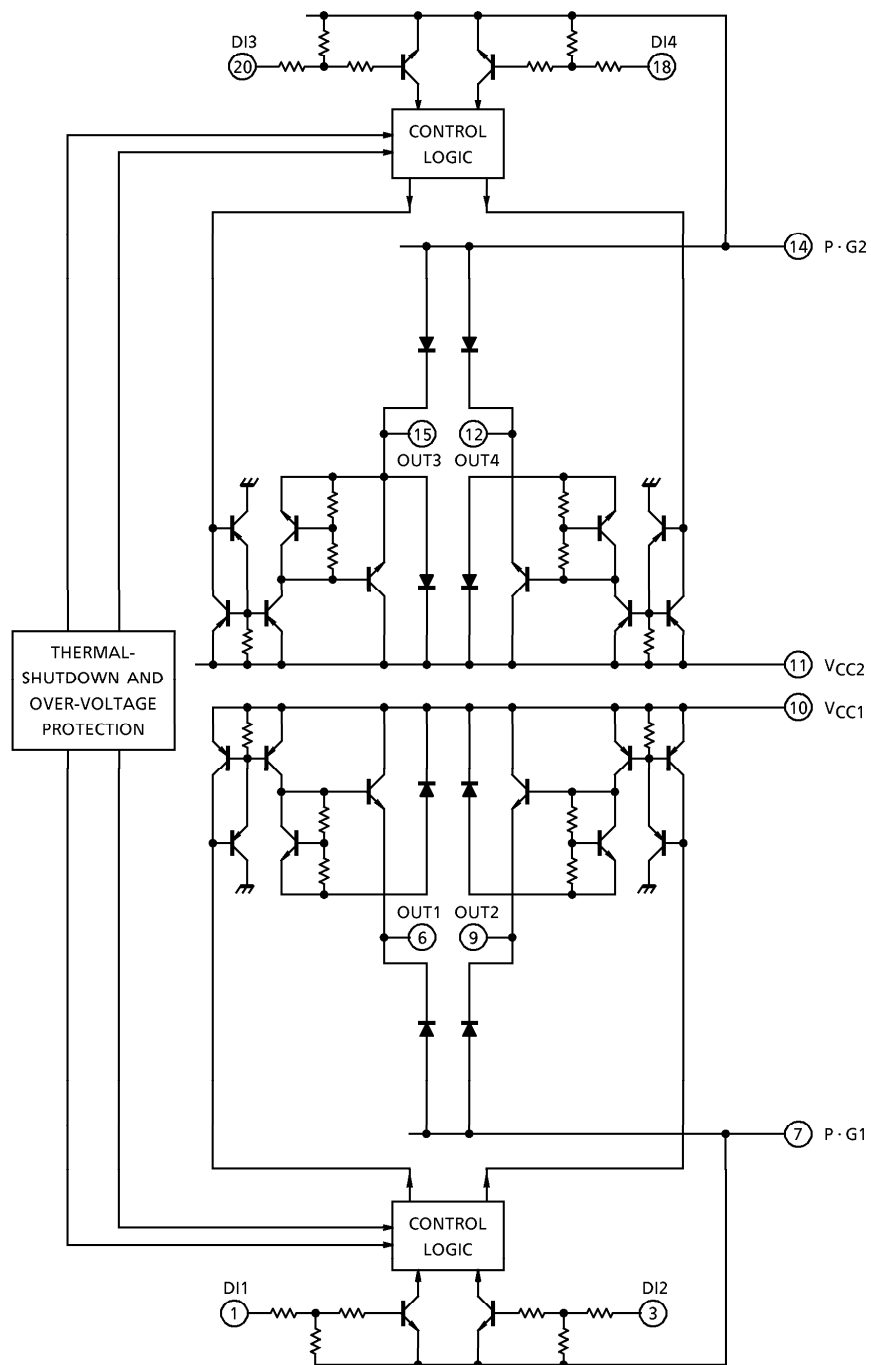 DI3
DI4
20
18
CONTROL
LOGIC
14 P · G2
15
12
OUT3
OUT4
THERMAL-
SHUTDOWN AND
OVER-VOLTAGE
PROTECTION
11 VCC2
10 VCC1
OUT1
OUT2
6
9
7 P · G1
CONTROL
LOGIC
DI1
DI2
1
3